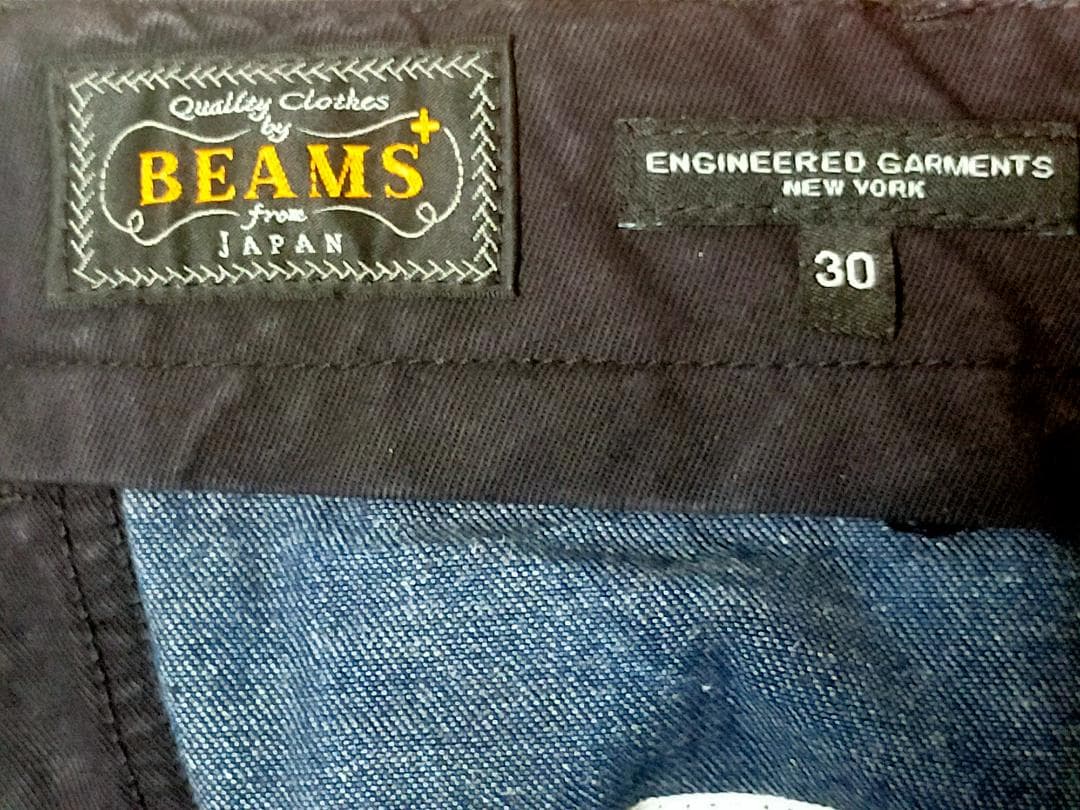 Quality Clothes
by
BEAMS+
from
JAPAN
ENGINEERED GARMENTS
NEW YORK
30